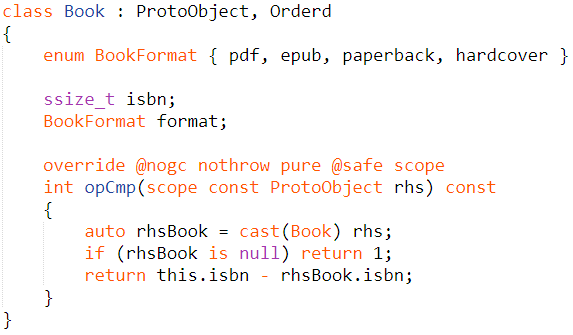 class Book : ProtoObject, Orderd
{
    enum BookFormat { pdf, epub, paperback, hardcover }

    ssize_t isbn;
    BookFormat format;

    override @nogc nothrow pure @safe scope
    int opCmp(scope const ProtoObject rhs) const
    {
        auto rhsBook = cast(Book) rhs;
        if (rhsBook is null) return 1;
        return this.isbn - rhsBook.isbn;
    }
}